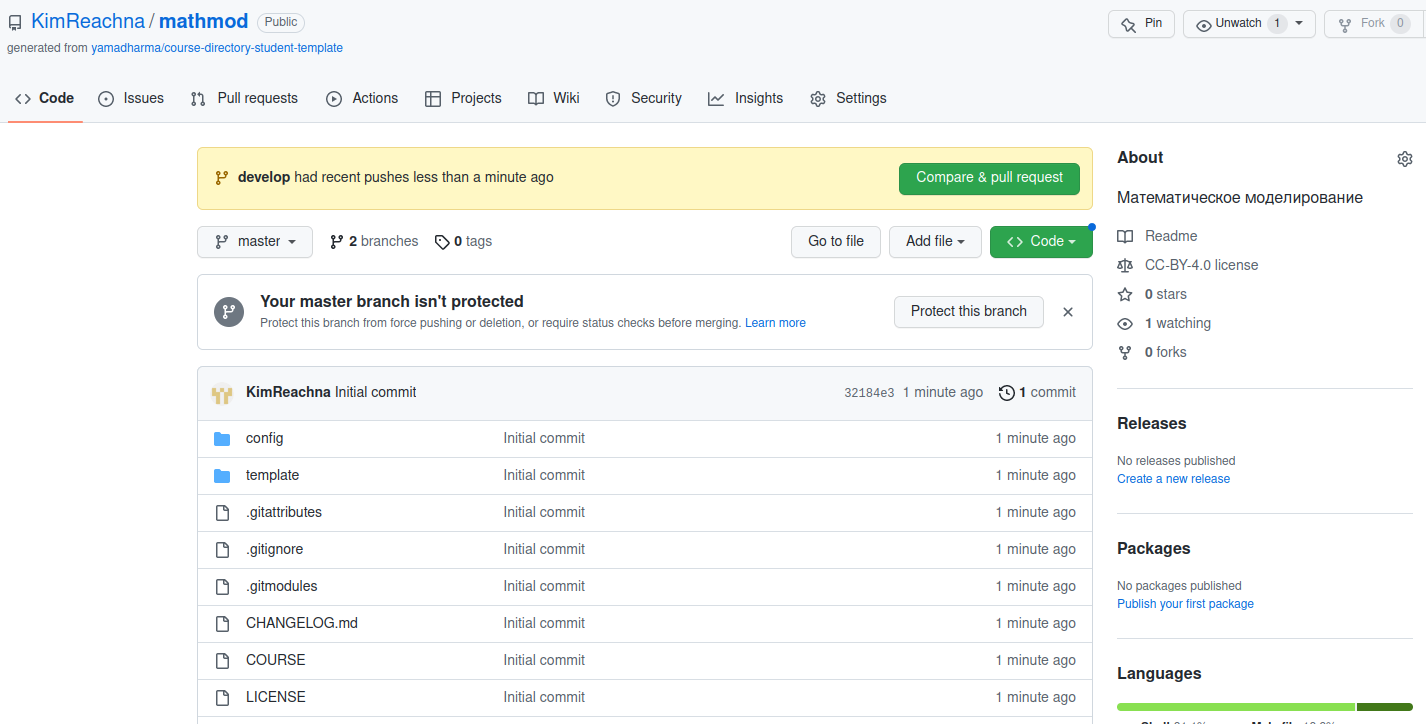 KimReachna / mathmod Public
Pin Unwatch 1 Fork 0
generated from yamadharma/course-directory-student-template
Code Issues Pull requests Actions Projects Wiki Security Insights Settings
develop had recent pushes less than a minute ago Compare & pull request
master 2 branches 0 tags Go to file Add file Code
Your master branch isn't protected
Protect this branch from force pushing or deletion, or require status checks before merging. Learn more
Protect this branch
KimReachna Initial commit 32184e3 1 minute ago 1 commit
config Initial commit 1 minute ago
template Initial commit 1 minute ago
.gitattributes Initial commit 1 minute ago
.gitignore Initial commit 1 minute ago
.gitmodules Initial commit 1 minute ago
CHANGELOG.md Initial commit 1 minute ago
COURSE Initial commit 1 minute ago
LICENSE Initial commit 1 minute ago
About
Математическое моделирование
Readme
CC-BY-4.0 license
0 stars
1 watching
0 forks
Releases
No releases published
Create a new release
Packages
No packages published
Publish your first package
Languages